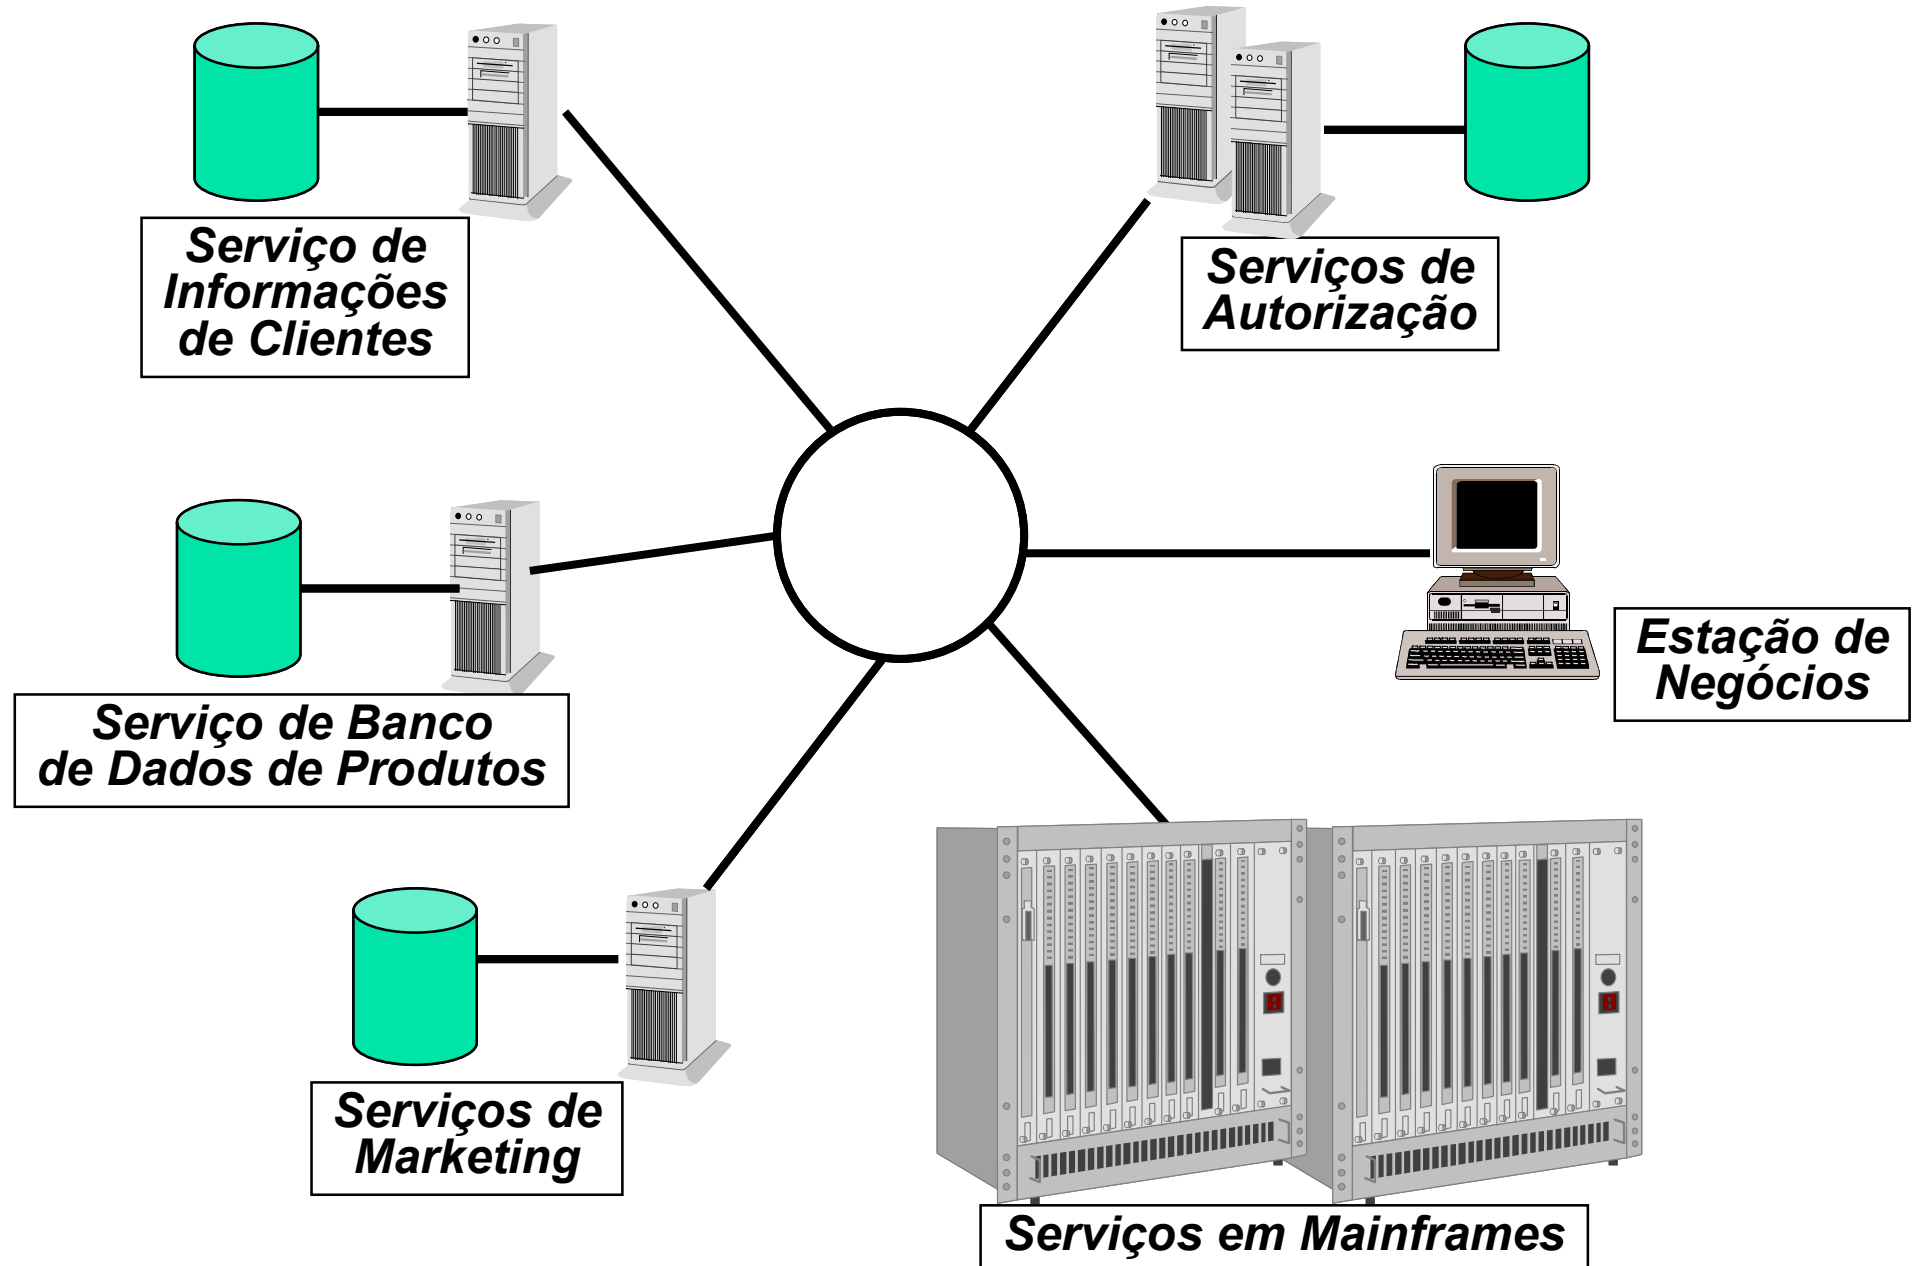 Serviço de
Informações
de Clientes
Serviços de
Autorização
Estação de
Negócios
Serviço de Banco
de Dados de Produtos
Serviços de
Marketing
Serviços em Mainframes